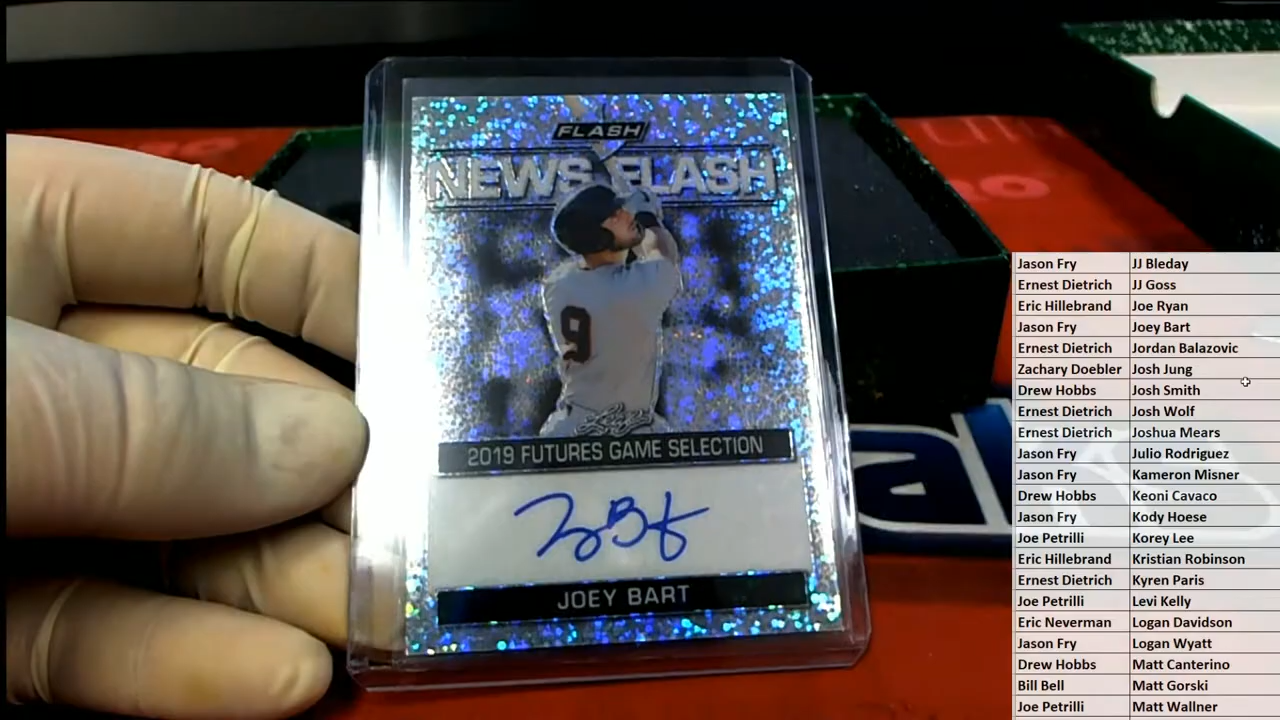 FLASH
NEWS FLASH
9
Leaf
2019 FUTURES GAME SELECTION
Joey Bart
JOEY BART
Jason Fry JJ Bleday
Ernest Dietrich JJ Goss
Eric Hillebrand Joe Ryan
Jason Fry Joey Bart
Ernest Dietrich Jordan Balazovic
Zachary Doebler Josh Jung
Drew Hobbs Josh Smith
Ernest Dietrich Josh Wolf
Ernest Dietrich Joshua Mears
Jason Fry Julio Rodriguez
Jason Fry Kameron Misner
Drew Hobbs Keoni Cavaco
Jason Fry Kody Hoese
Joe Petrilli Korey Lee
Eric Hillebrand Kristian Robinson
Ernest Dietrich Kyren Paris
Joe Petrilli Levi Kelly
Eric Neverman Logan Davidson
Jason Fry Logan Wyatt
Drew Hobbs Matt Canterino
Bill Bell Matt Gorski
Joe Petrilli Matt Wallner